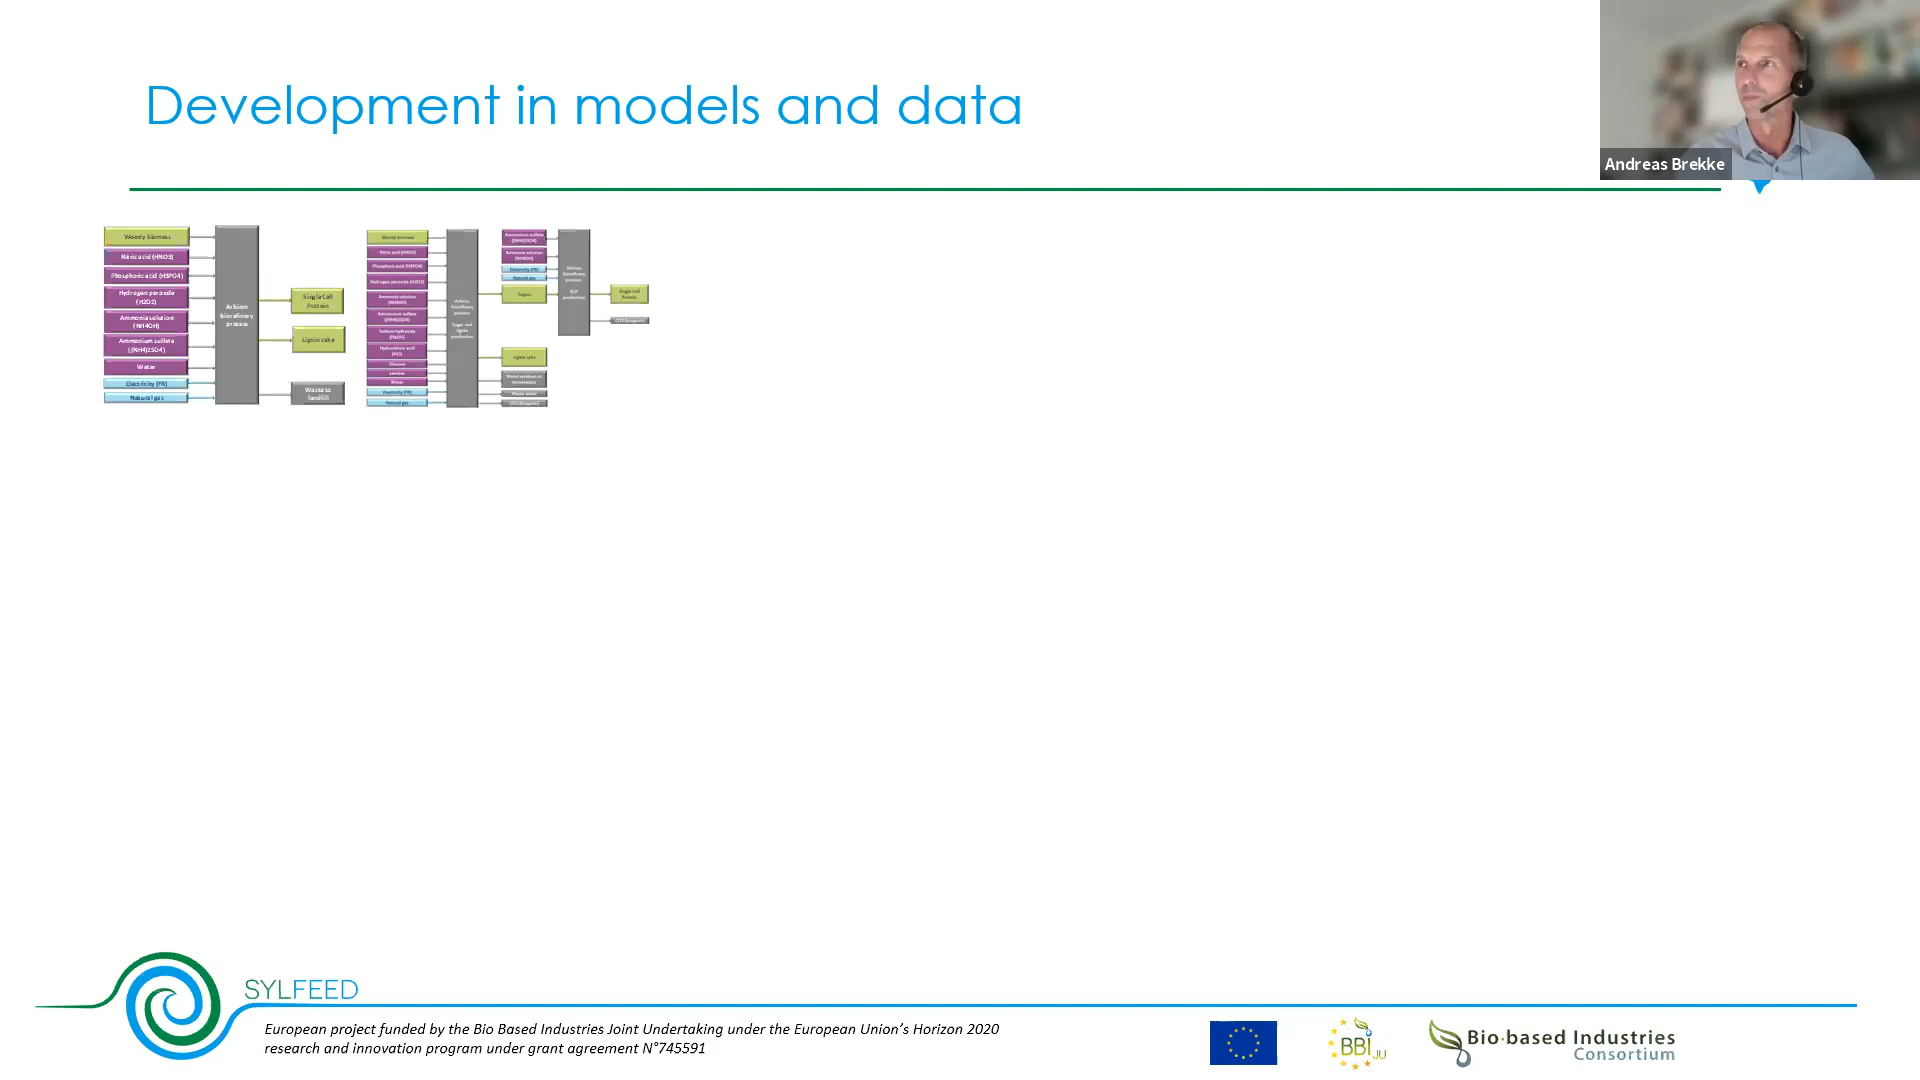 Development in models and data
Andreas Brekke
Woody biomass
Nitric acid (HNO3)
Phosphoric acid (H3PO4)
Hydrogen peroxide
(H2O2)
Ammonia solution
(NH4OH)
Ammonium sulfate
((NH4)2SO4)
Water
Electricity (FR)
Natural gas
Arbiom
biorefinery
process
Single Cell
Protein
Lignin cake
Waste to
landfill
Woody biomass
Nitric acid (HNO3)
Phosphoric acid (H3PO4)
Hydrogen peroxide (H2O2)
Ammonia solution
(NH4OH)
Ammonium sulfate
((NH4)2SO4)
Sodium hydroxide
(NaOH)
Hydrochloric acid
(HCl)
Glucose
Water
Electricity (FR)
Natural gas
Arbiom
biorefinery
process
Sugar and
lignin
production
Ammonium sulfate
((NH4)2SO4)
Ammonia solution
(NH4OH)
Electricity (FR)
Natural gas
Sugars
Lignin cake
Wood residues to
Waste water
CO2 (biogenic)
Arbiom
biorefinery
process
SCP
production
Single Cell
Protein
CO2 (biogenic)
SYLFEED
European project funded by the Bio Based Industries Joint Undertaking under the European Union's Horizon 2020
research and innovation program under grant agreement N°745591
BBI JU
Bio-based Industries
Consortium